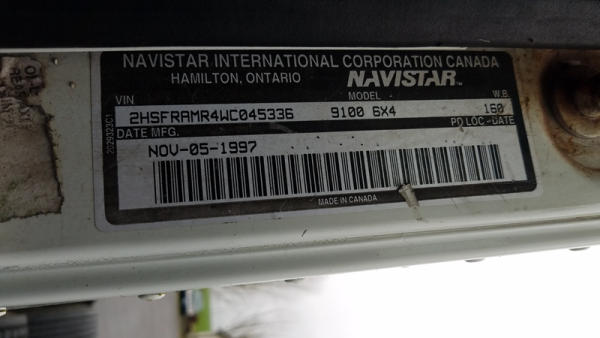 NAVISTAR INTERNATIONAL CORPORATION CANADA
HAMILTON, ONTARIO NAVISTAR
VIN MODEL W.B.
2HSFRAMR4WC045336 9100 6X4 160
DATE MFG. PD LOC - DATE
NOV-05-1997
MADE IN CANADA
2029323C1